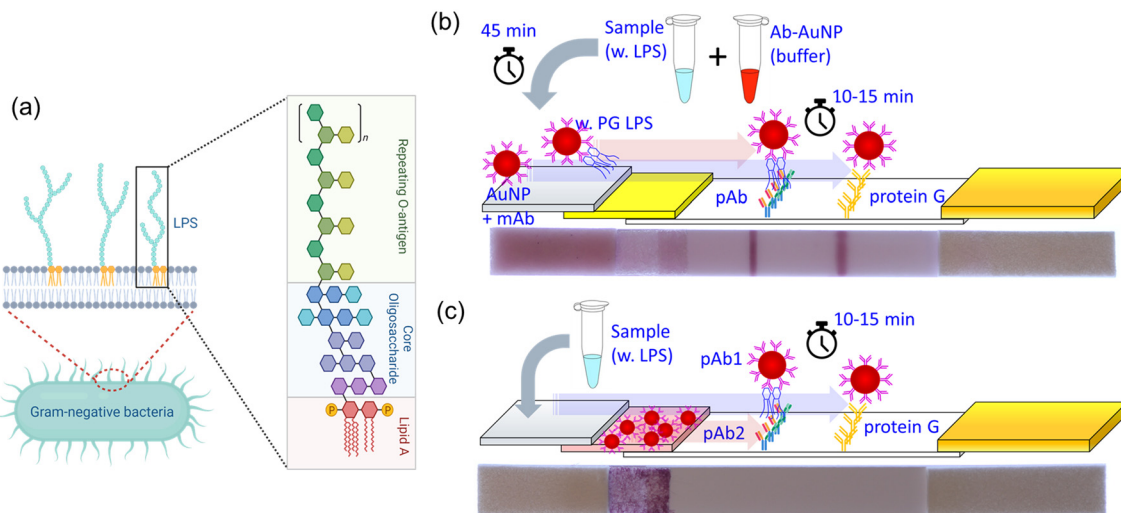 (a)
LPS
Gram-negative bacteria
n
Repeating O-antigen
Core
Oligosaccharide
P
P
Lipid A
(b)
45 min
Sample
(w. LPS)
+
Ab-AuNP
(buffer)
10-15 min
w. PG LPS
AuNP
+ mAb
pAb
protein G
(c)
Sample
(w. LPS)
10-15 min
pAb1
pAb2
protein G